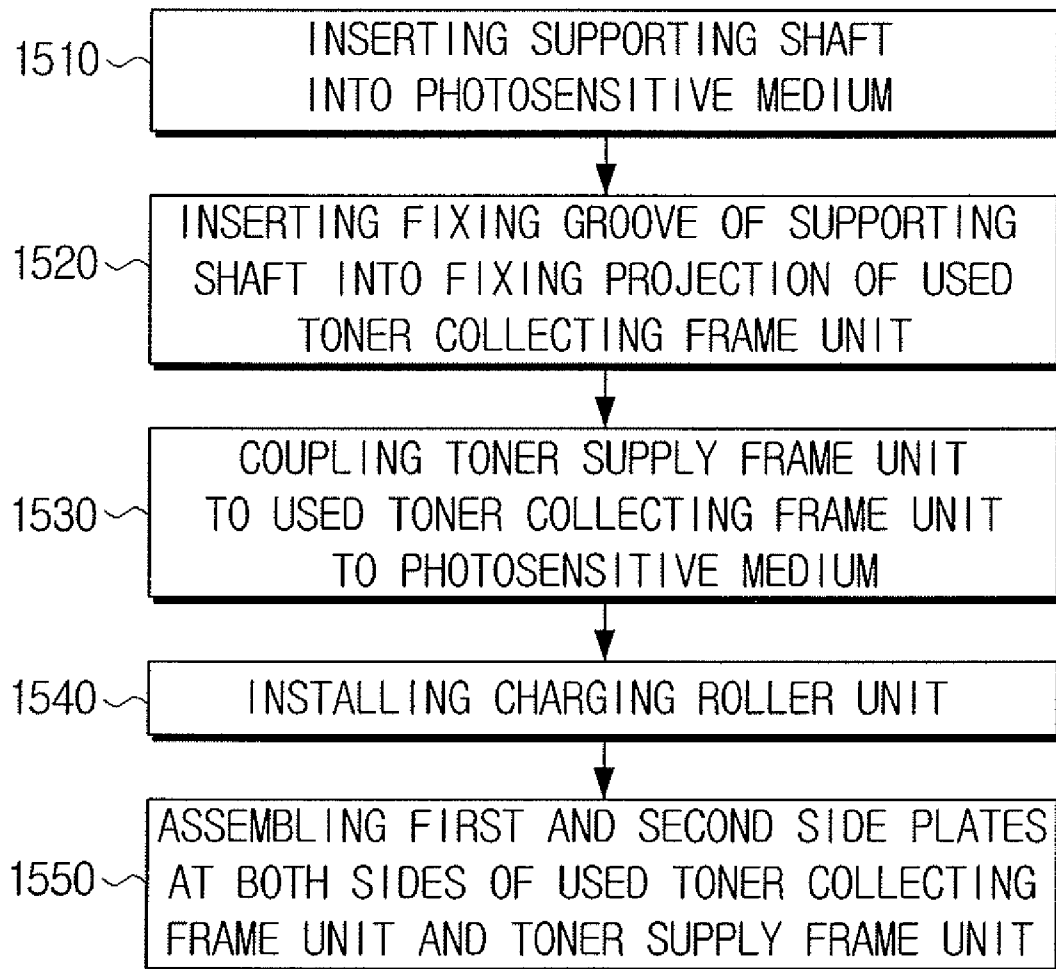 1510
INSERTING SUPPORTING SHAFT
INTO PHOTOSENSITIVE MEDIUM
1520
INSERTING FIXING GROOVE OF SUPPORTING
SHAFT INTO FIXING PROJECTION OF USED
TONER COLLECTING FRAME UNIT
1530
COUPLING TONER SUPPLY FRAME UNIT
TO USED TONER COLLECTING FRAME UNIT
TO PHOTOSENSITIVE MEDIUM
1540
INSTALLING CHARGING ROLLER UNIT
1550
ASSEMBLING FIRST AND SECOND SIDE PLATES
AT BOTH SIDES OF USED TONER COLLECTING
FRAME UNIT AND TONER SUPPLY FRAME UNIT